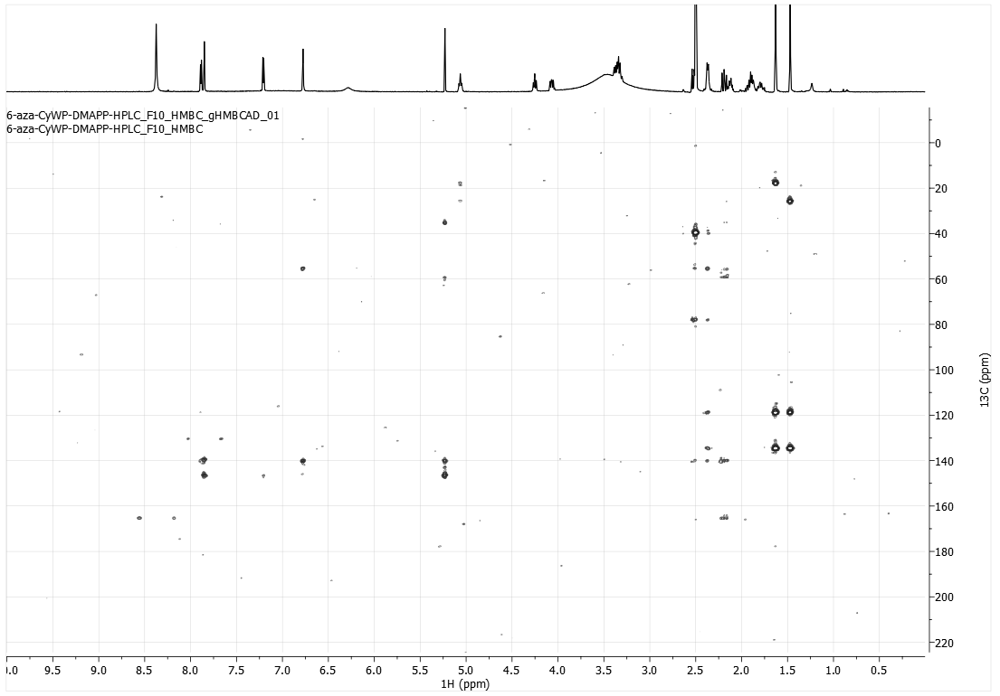 6-aza-CyWP-DMAPP-HPLC_F10_HMBC_gHMBCAD_01
6-aza-CyWP-DMAPP-HPLC_F10_HMBC
0
20
40
60
80
100
120
140
160
180
200
220
13C (ppm)
0.0 9.5 9.0 8.5 8.0 7.5 7.0 6.5 6.0 5.5 5.0 4.5 4.0 3.5 3.0 2.5 2.0 1.5 1.0 0.5
1H (ppm)